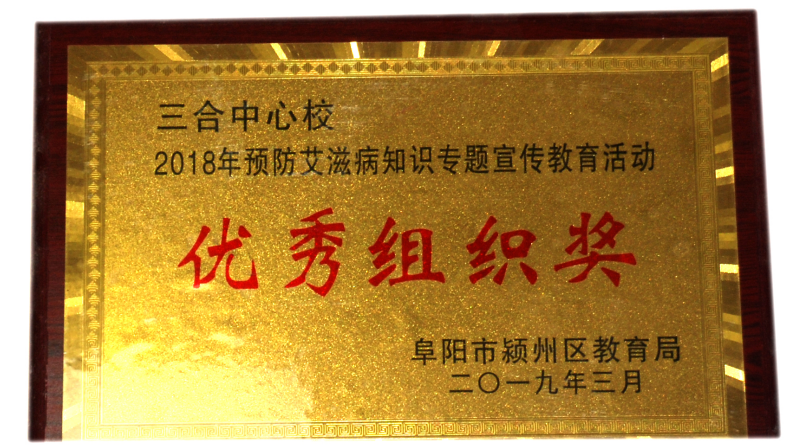 三合中心校
2018年预防艾滋病知识专题宣传教育活动
优秀组织奖
阜阳市颍州区教育局
二〇一九年三月